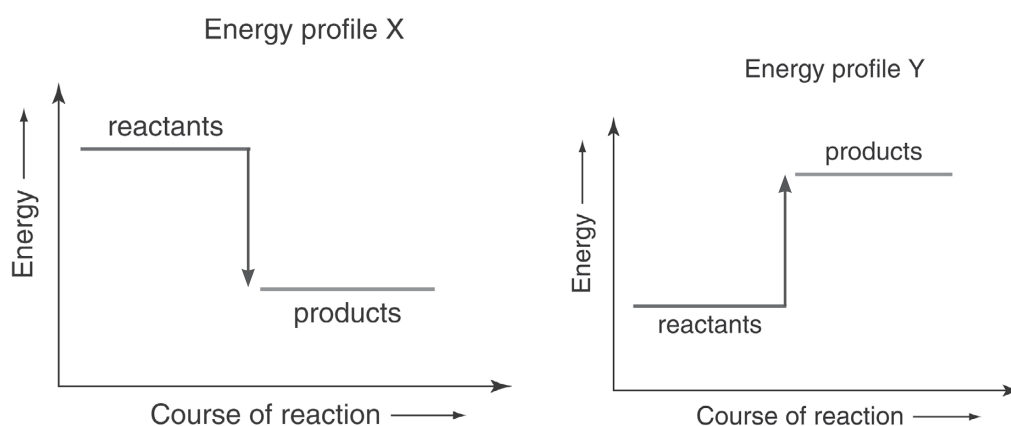 Energy profile X
reactants
Energy
products
Course of reaction
Energy profile Y
products
Energy
reactants
Course of reaction